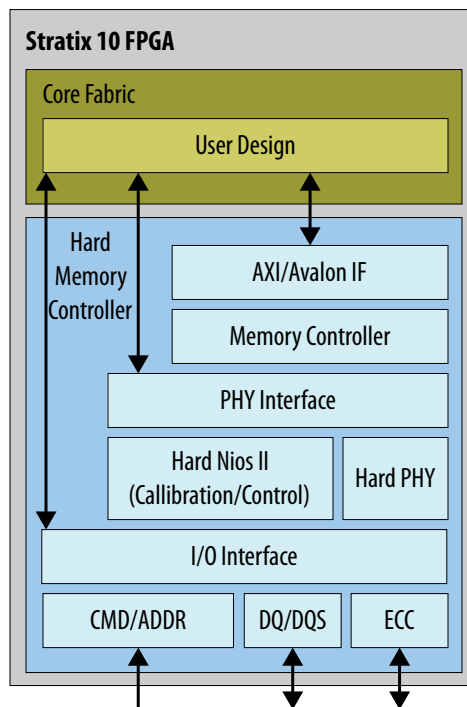 Stratix 10 FPGA
Core Fabric
User Design
Hard
Memory
Controller
AXI/Avalon IF
Memory Controller
PHY Interface
Hard Nios II
(Callibration/Control)
Hard PHY
I/O Interface
CMD/ADDR
DQ/DQS
ECC